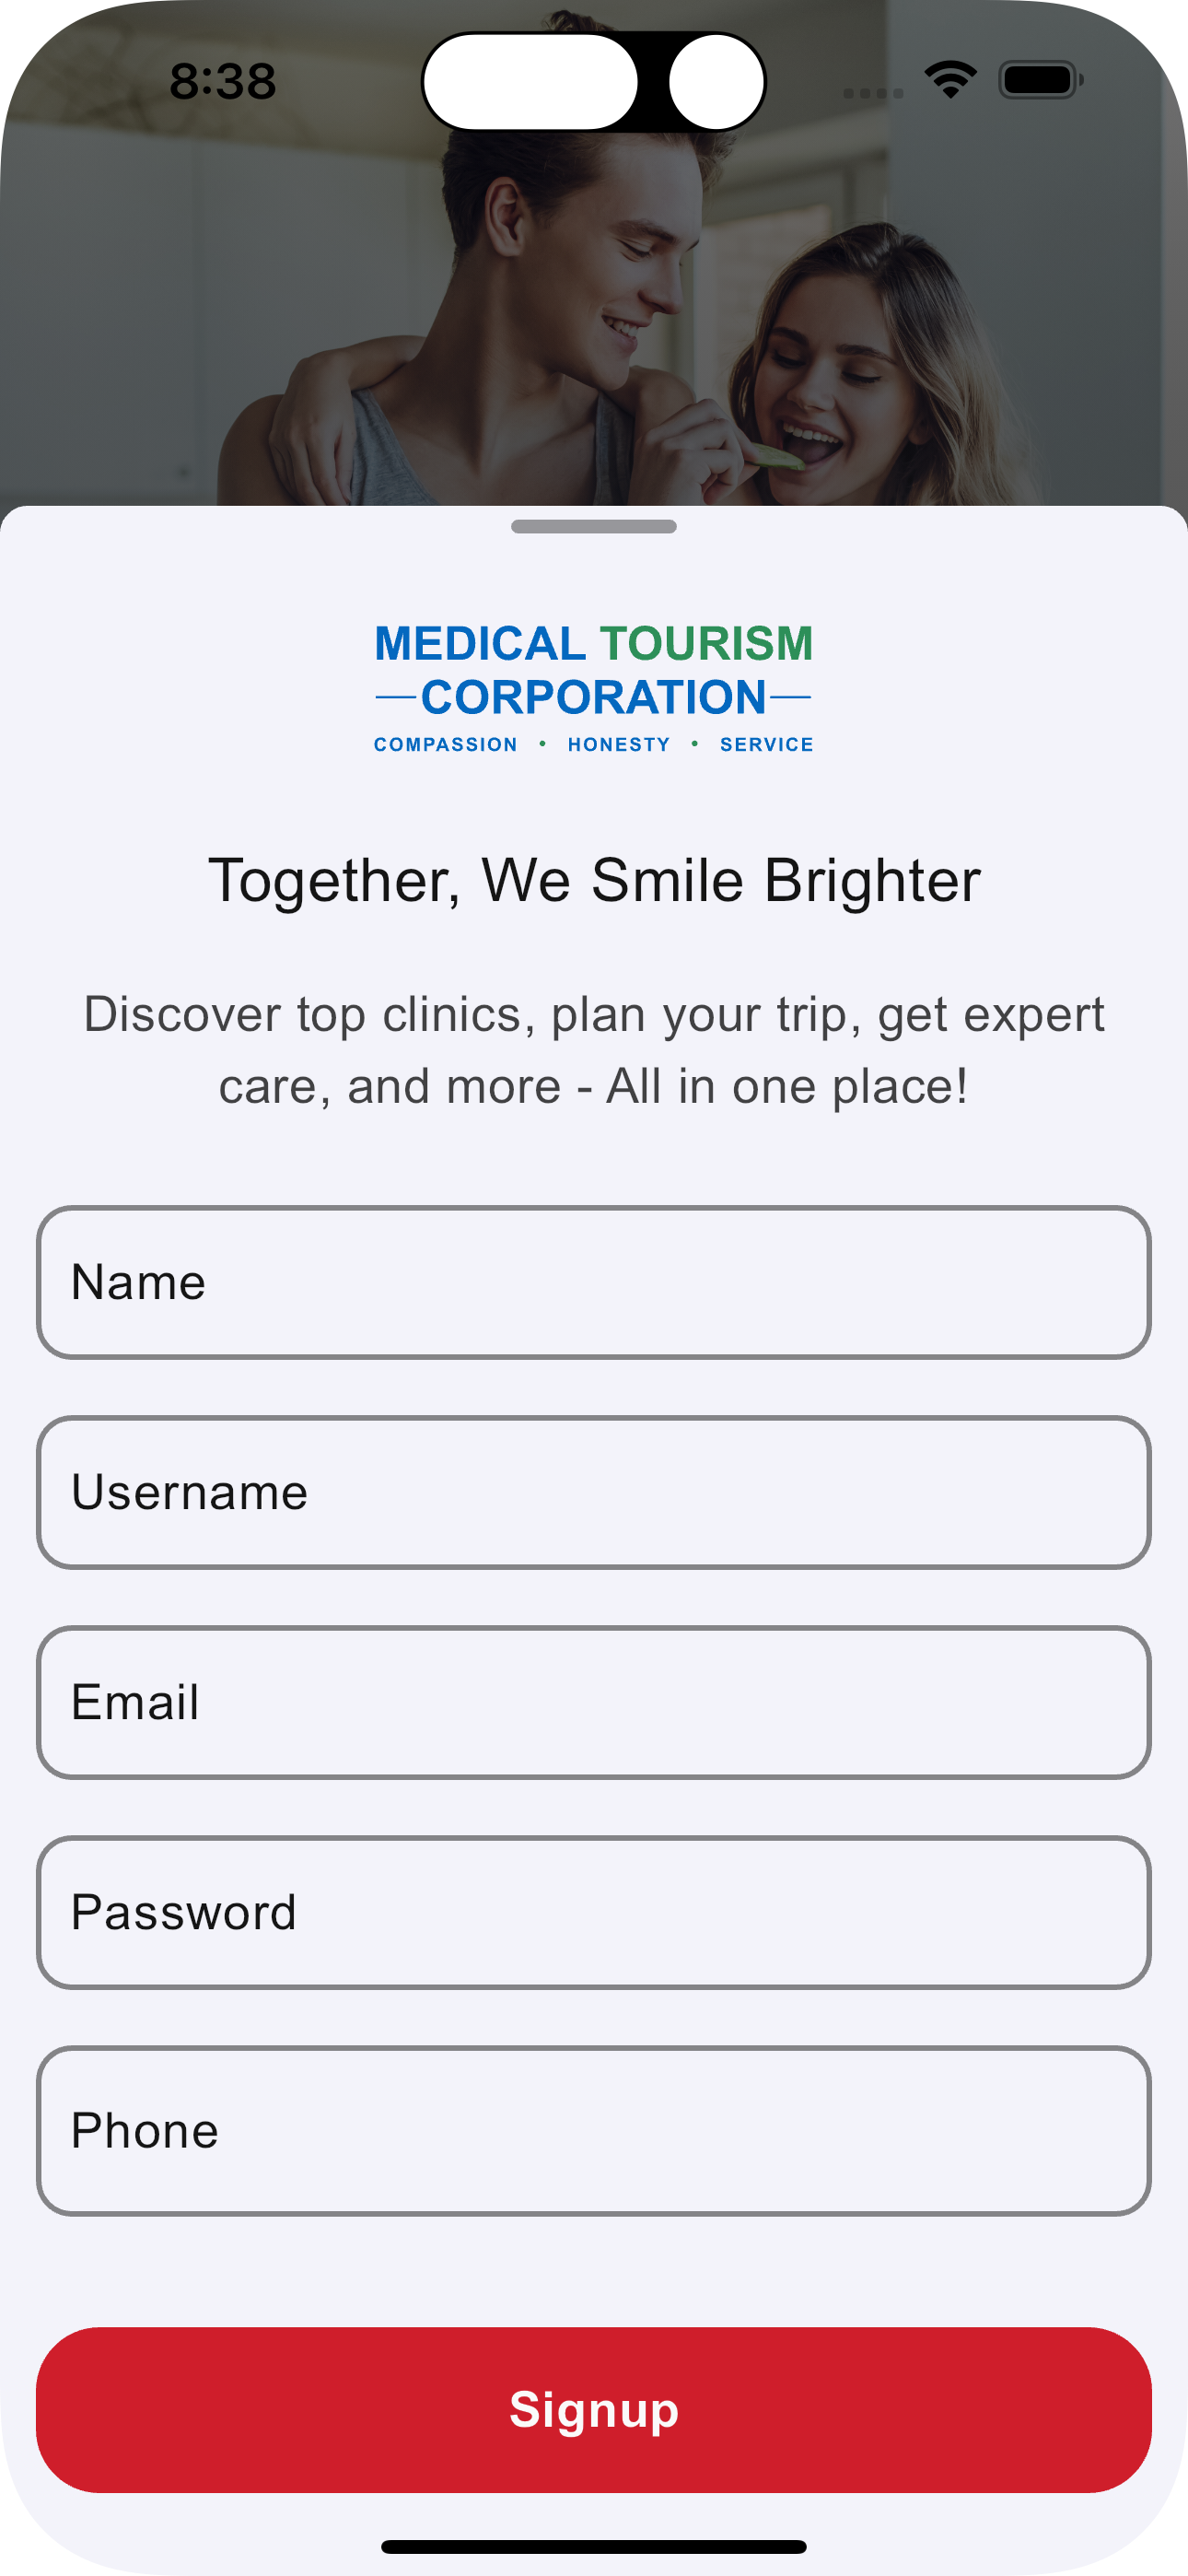 8:38
MEDICAL TOURISM
CORPORATION
COMPASSION • HONESTY • SERVICE
Together, We Smile Brighter
Discover top clinics, plan your trip, get expert
care, and more - All in one place!
Name
Username
Email
Password
Phone
Signup